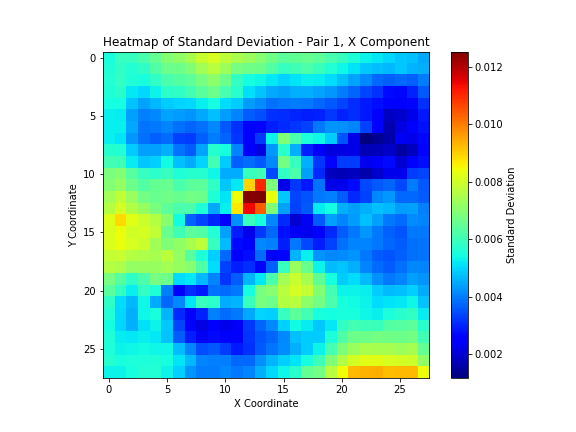 Heatmap of Standard Deviation - Pair 1, X Component
0
5
10
15
20
25
Y Coordinate
0 5 10 15 20 25
X Coordinate
0.012
0.010
0.008
0.006
0.004
0.002
Standard Deviation